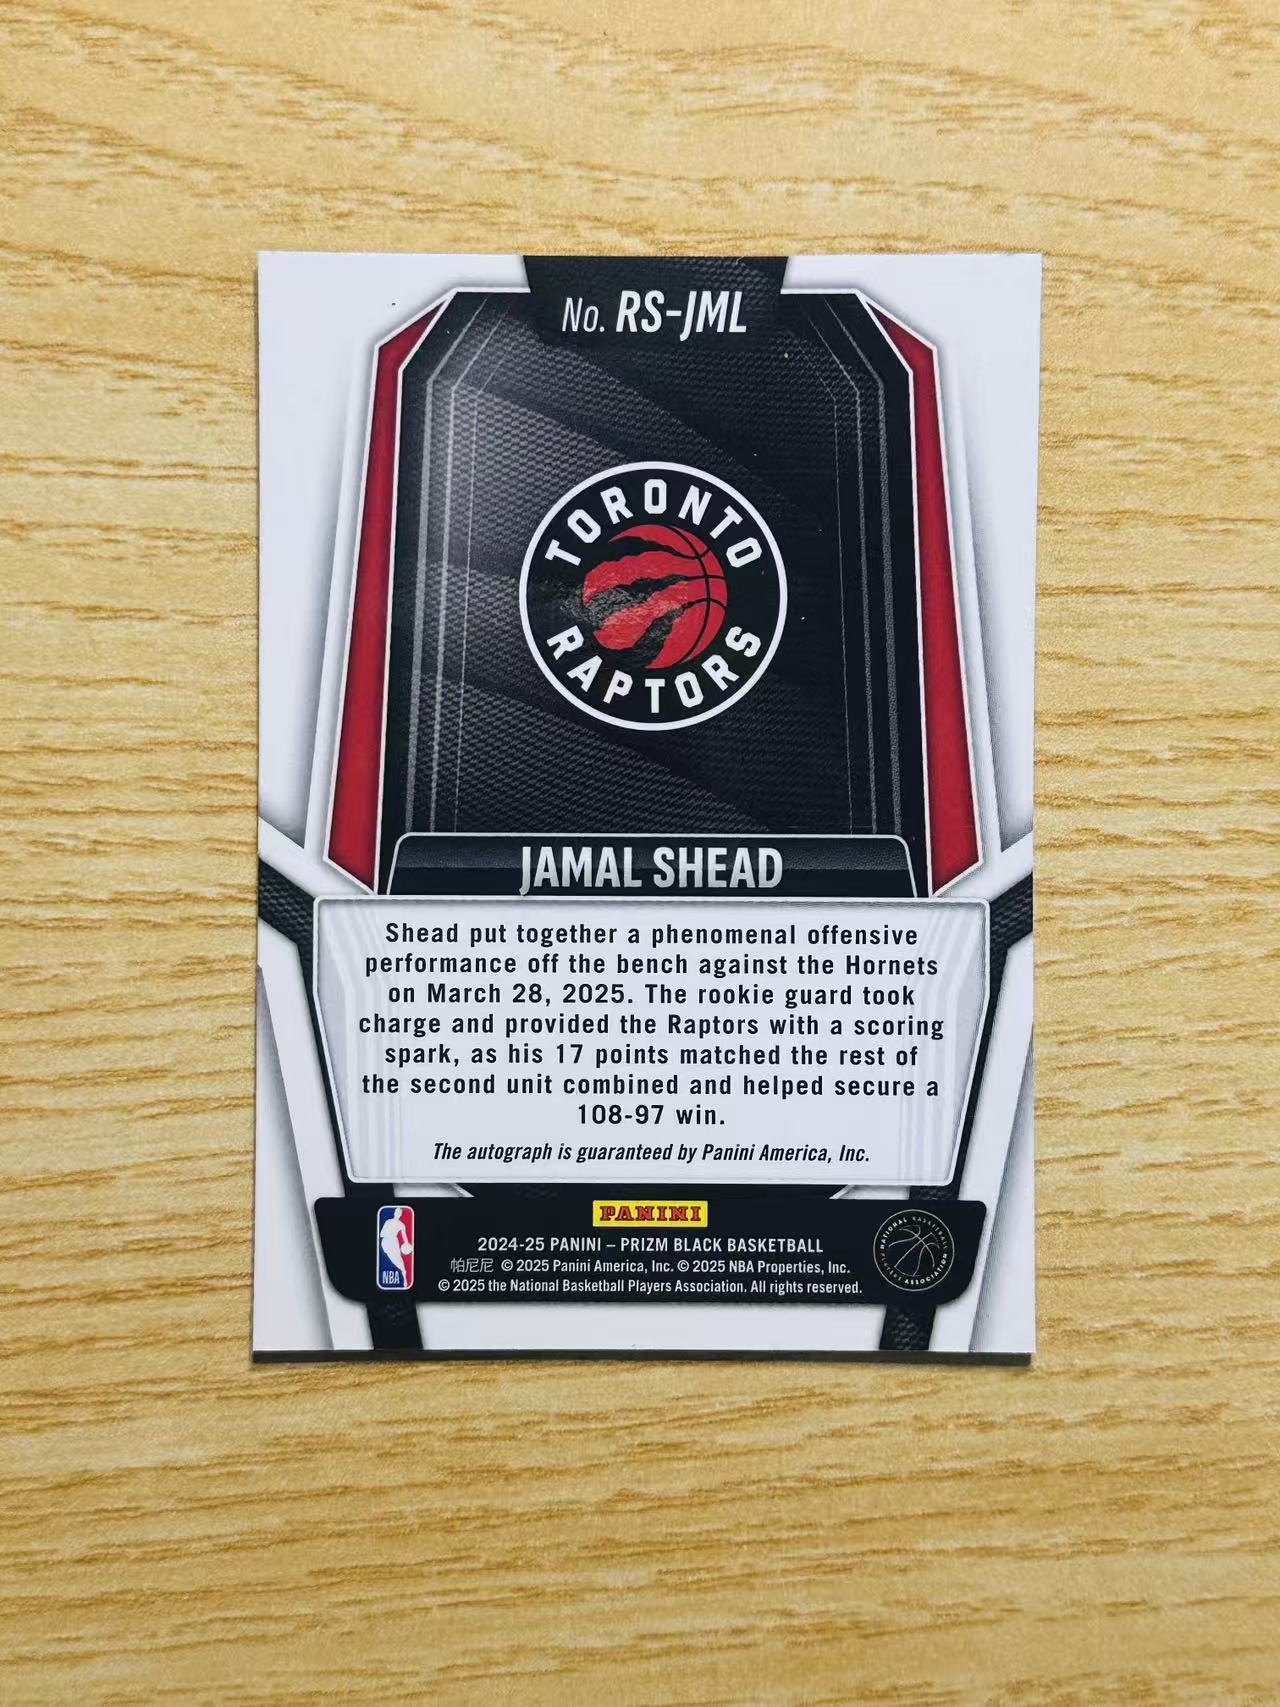 No. RS-JML
TORONTO
RAPTORS
JAMAL SHEAD
Shead put together a phenomenal offensive
performance off the bench against the Hornets
on March 28, 2025. The rookie guard took
charge and provided the Raptors with a scoring
spark, as his 17 points matched the rest of
the second unit combined and helped secure a
108-97 win.
The autograph is guaranteed by Panini America, Inc.
PANINI
2024-25 PANINI – PRIZM BLACK BASKETBALL
帕尼尼 © 2025 Panini America, Inc. © 2025 NBA Properties, Inc.
© 2025 the National Basketball Players Association. All rights reserved.
NBA
NATIONAL BASKETBALL
PLAYERS ASSOCIATION